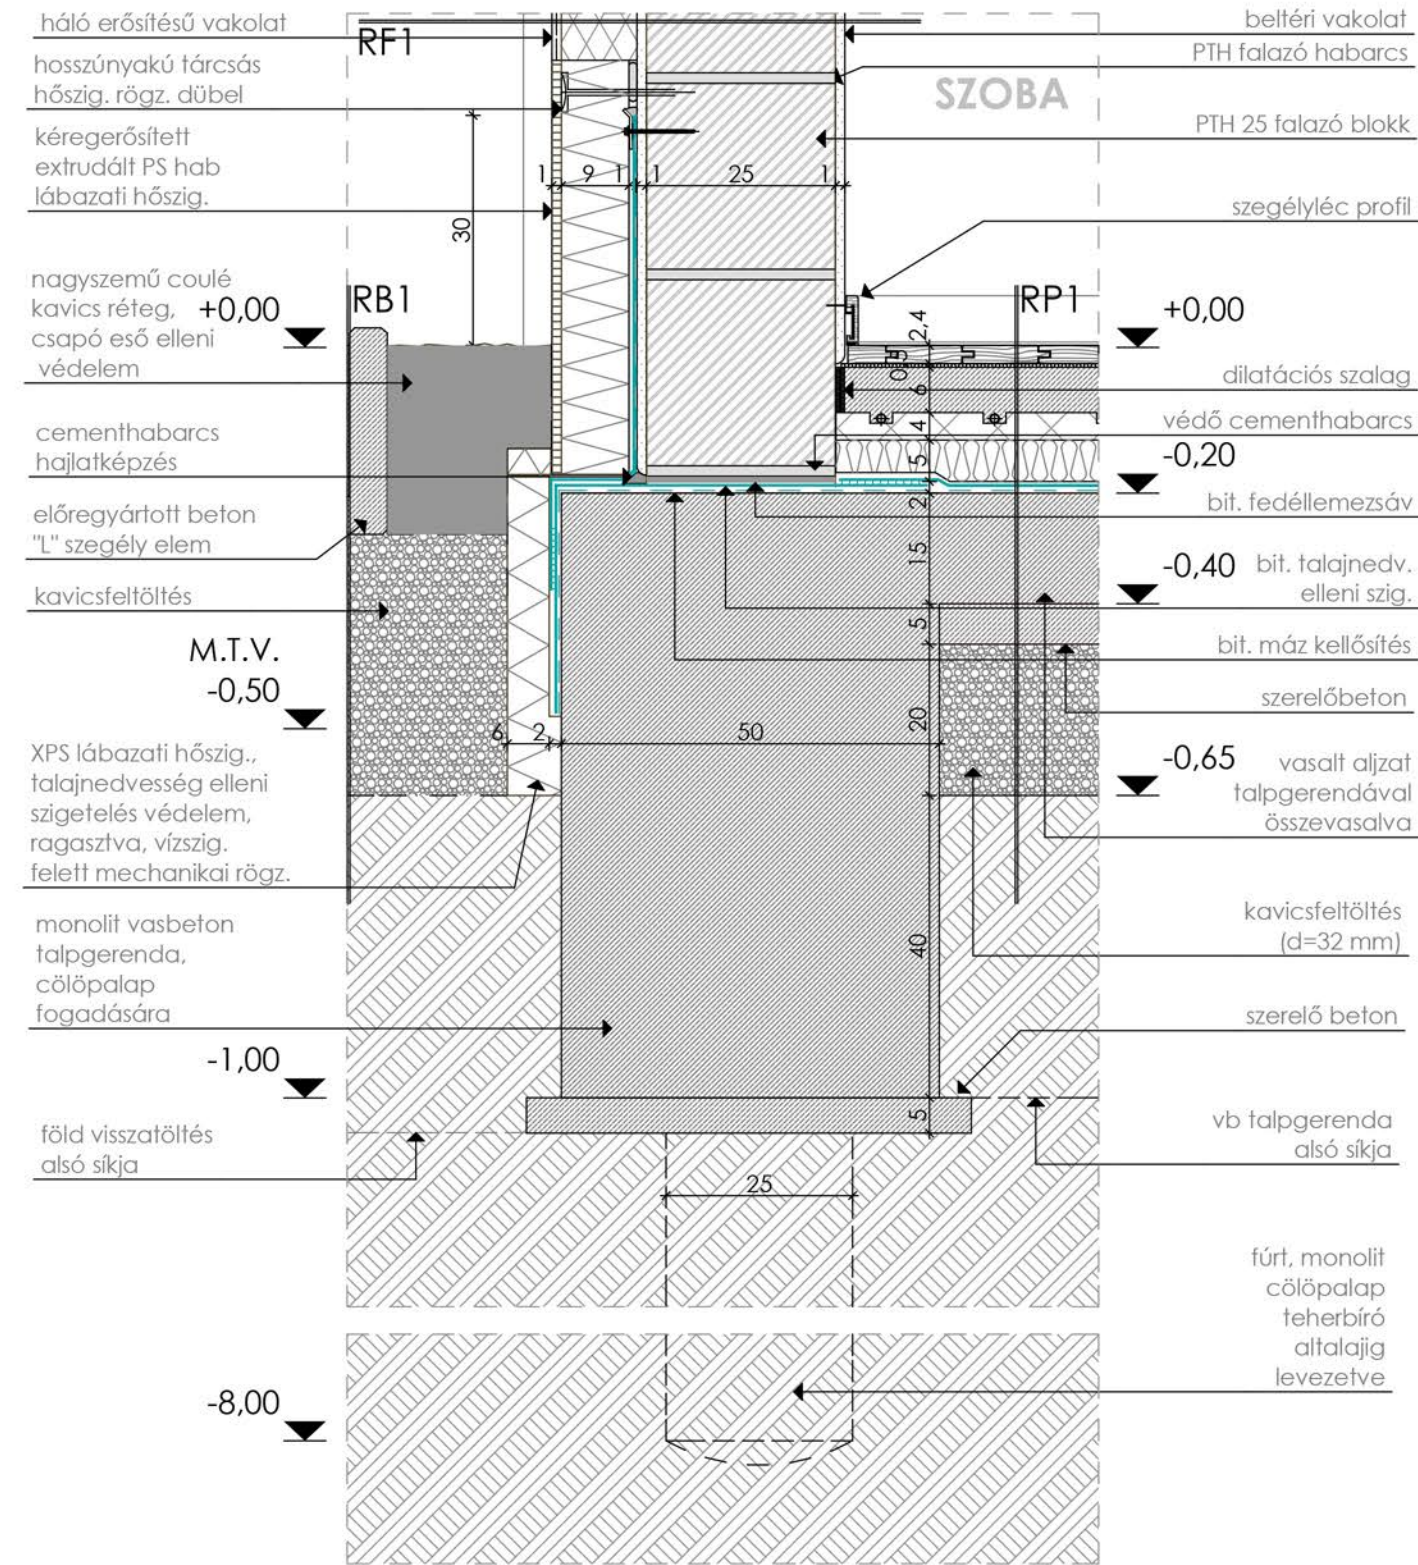 háló erősítésű vakolat
hosszúnyakú tárcsás
hőszig. rögz. dübel
kéregerősített
extrudált PS hab
lábazati hőszig.
nagyszemű coulé
kavics réteg,
csapó eső elleni
védelem
+0,00
cementhabarcs
hajlatképzés
előregyártott beton
"L" szegély elem
kavicsfeltöltés
M.T.V.
-0,50
XPS lábazati hőszig.,
talajnedvesség elleni
szigetelés védelem,
ragasztva, vízszig.
felett mechanikai rögz.
monolit vasbeton
talpgerenda,
cölöpalap
fogadására
-1,00
föld visszatöltés
alsó síkja
-8,00
RF1
30
1 9 1 1 25 1
RB1
SZOBA
RP1
2,4
0,5
6
4
5
2
15
5
20
6 2 50
40
5
25
beltéri vakolat
PTH falazó habarcs
PTH 25 falazó blokk
szegélyléc profil
+0,00
dilatációs szalag
védő cementhabarcs
-0,20
bit. fedéllemezsáv
-0,40
bit. talajnedv.
elleni szig.
bit. máz kellősítés
szerelőbeton
-0,65
vasalt aljzat
talpgerendával
összevasalva
kavicsfeltöltés
(d=32 mm)
szerelő beton
vb talpgerenda
alsó síkja
fúrt, monolit
cölöpalap
teherbíró
altalajig
levezetve